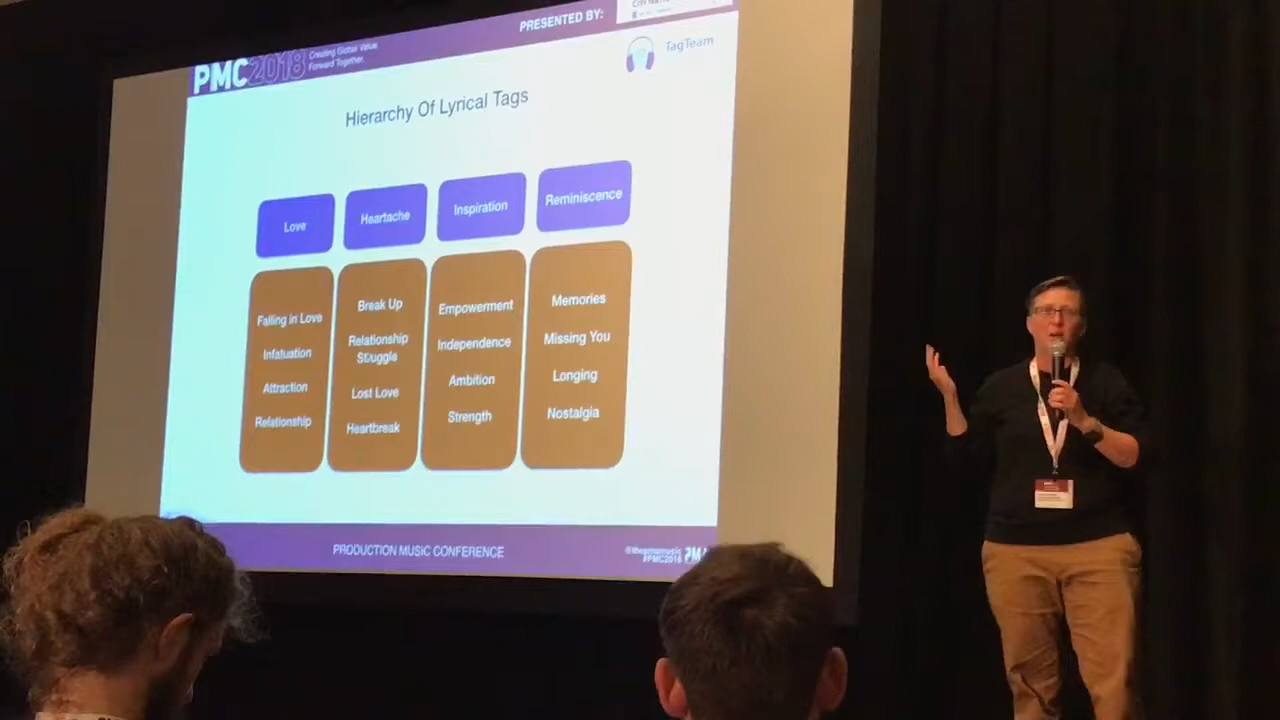 PRESENTED BY:
PMC2018
Creating Global Value
Forward Together.
TagTeam
Hierarchy Of Lyrical Tags
Love
Heartache
Inspiration
Reminiscence
Falling in Love
Infatuation
Attraction
Relationship
Break Up
Relationship
Struggle
Lost Love
Heartbreak
Empowerment
Independence
Ambition
Strength
Memories
Missing You
Longing
Nostalgia
PRODUCTION MUSIC CONFERENCE
#PMC2018